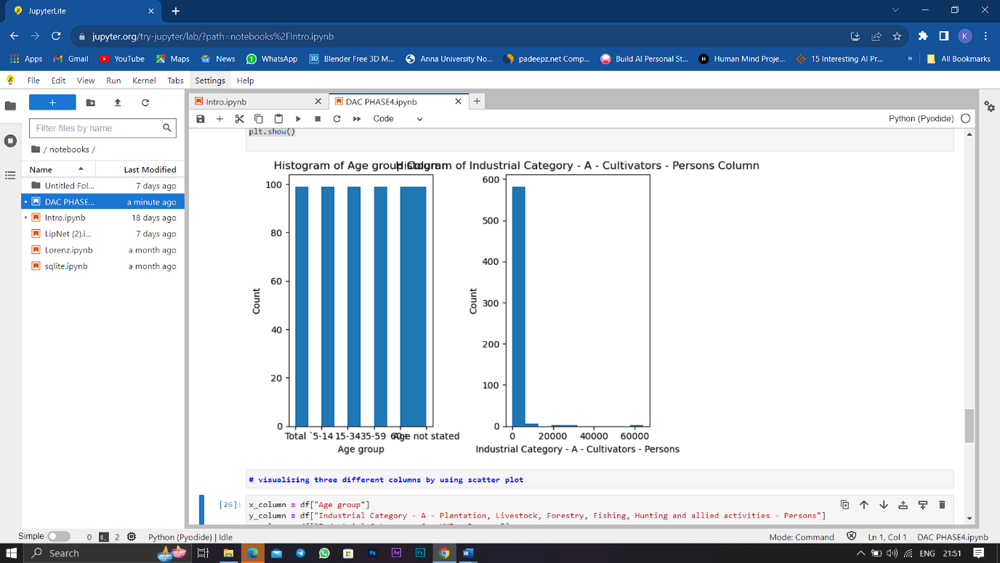 JupyterLite
jupyter.org/try-jupyter/lab/?path=notebooks%2FIntro.ipynb
K
Apps Gmail YouTube Maps News WhatsApp Blender Free 3D M... Anna University No... padeepz.net Comp... Build AI Personal St... Human Mind Proje... 15 Interesting AI Pr... » All Bookmarks
File Edit View Run Kernel Tabs Settings Help
Intro.ipynb DAC PHASE4.ipynb
Code Python (Pyodide)
Filter files by name
/ notebooks /
Name Last Modified
Untitled Fol... 7 days ago
DAC PHASE... a minute ago
Intro.ipynb 18 days ago
LipNet (2).i... 7 days ago
Lorenz.ipynb a month ago
sqlite.ipynb a month ago
plt.show()
Histogram of Age group Column Histogram of Industrial Category - A - Cultivators - Persons Column
100
80
60
40
20
0
Count
Total `5-14 15-34 35-59 60+ Age not stated
Age group
600
500
400
300
200
100
0
Count
0 20000 40000 60000
Industrial Category - A - Cultivators - Persons
# visualizing three different columns by using scatter plot
[26]: x_column = df["Age group"]
y_column = df["Industrial Category - A - Plantation, Livestock, Forestry, Fishing, Hunting and allied activities - Persons"]
Simple 0 2 Python (Pyodide) | Idle Mode: Command Ln 1, Col 1 DAC PHASE4.ipynb
Search ENG 21:51